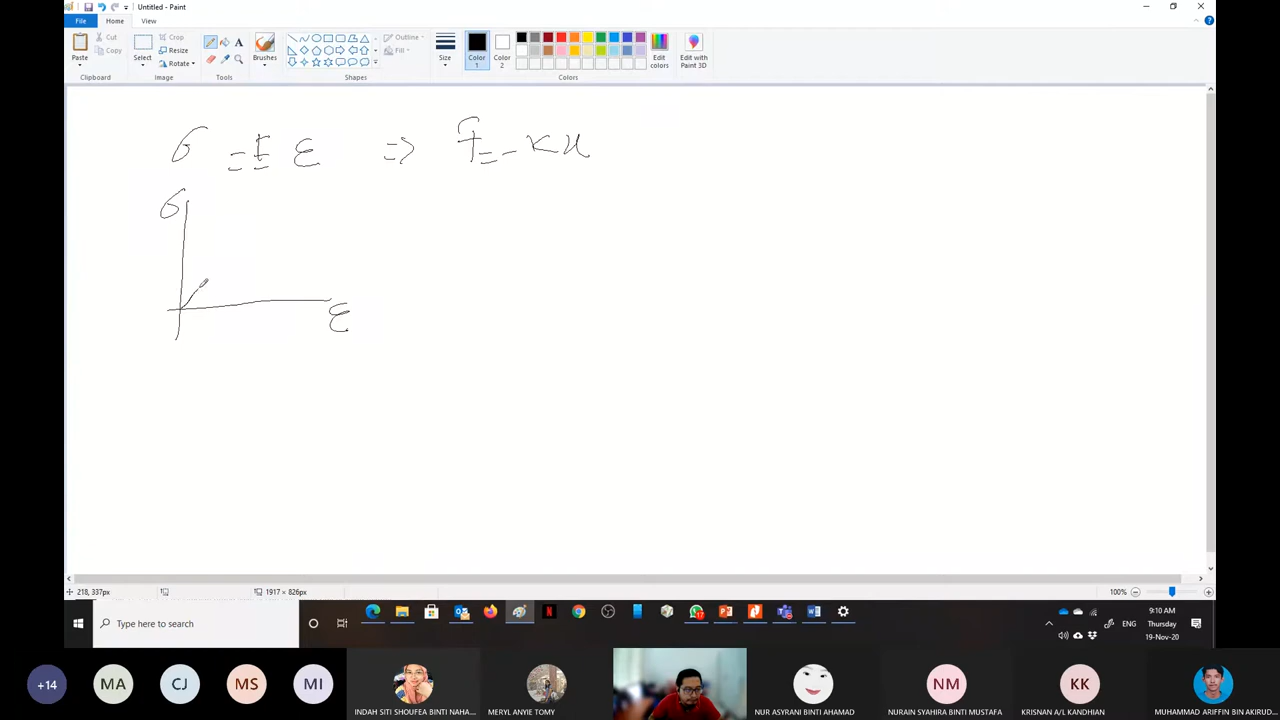 Untitled - Paint
File Home View
Paste
Cut
Copy
Clipboard
Select
Crop
Resize
Rotate
Image
A
Tools
Brushes
Outline
Fill
Shapes
Size
Color 1
Color 2
Edit colors
Colors
Edit with Paint 3D
σ = E ε => f = - K u
σ
ε
218, 337px
1917 × 826px
100%
Type here to search
17
ENG
9:10 AM
Thursday
19-Nov-20
+14
MA
CJ
MS
MI
INDAH SITI SHOUFEA BINTI NAHA...
MERYL ANYIE TOMY
NUR ASYRANI BINTI AHAMAD
NM
NURAIN SYAHIRA BINTI MUSTAFA
KK
KRISNAN A/L KANDHIAN
MUHAMMAD ARIFFIN BIN AKIRUD...